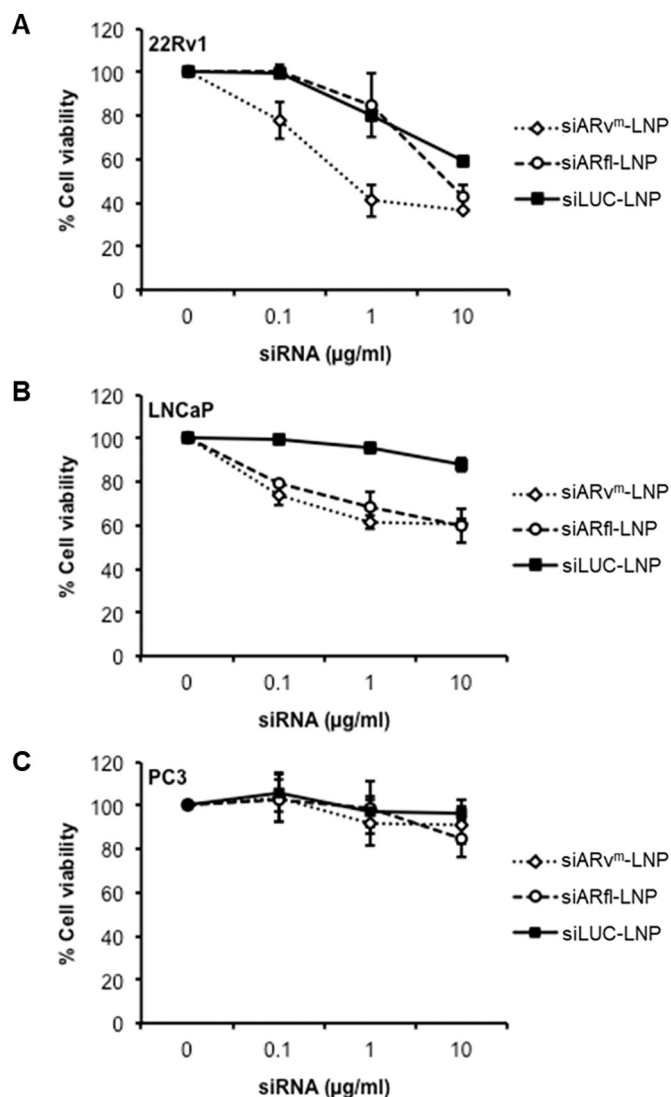 A
22Rv1
120
100
80
60
40
20
0
% Cell viability
0 0.1 1 10
siRNA (µg/ml)
siARvᵐ-LNP
siARfl-LNP
siLUC-LNP
B
LNCaP
120
100
80
60
40
20
0
% Cell viability
0 0.1 1 10
siRNA (µg/ml)
siARvᵐ-LNP
siARfl-LNP
siLUC-LNP
C
PC3
120
100
80
60
40
20
0
% Cell viability
0 0.1 1 10
siRNA (µg/ml)
siARvᵐ-LNP
siARfl-LNP
siLUC-LNP